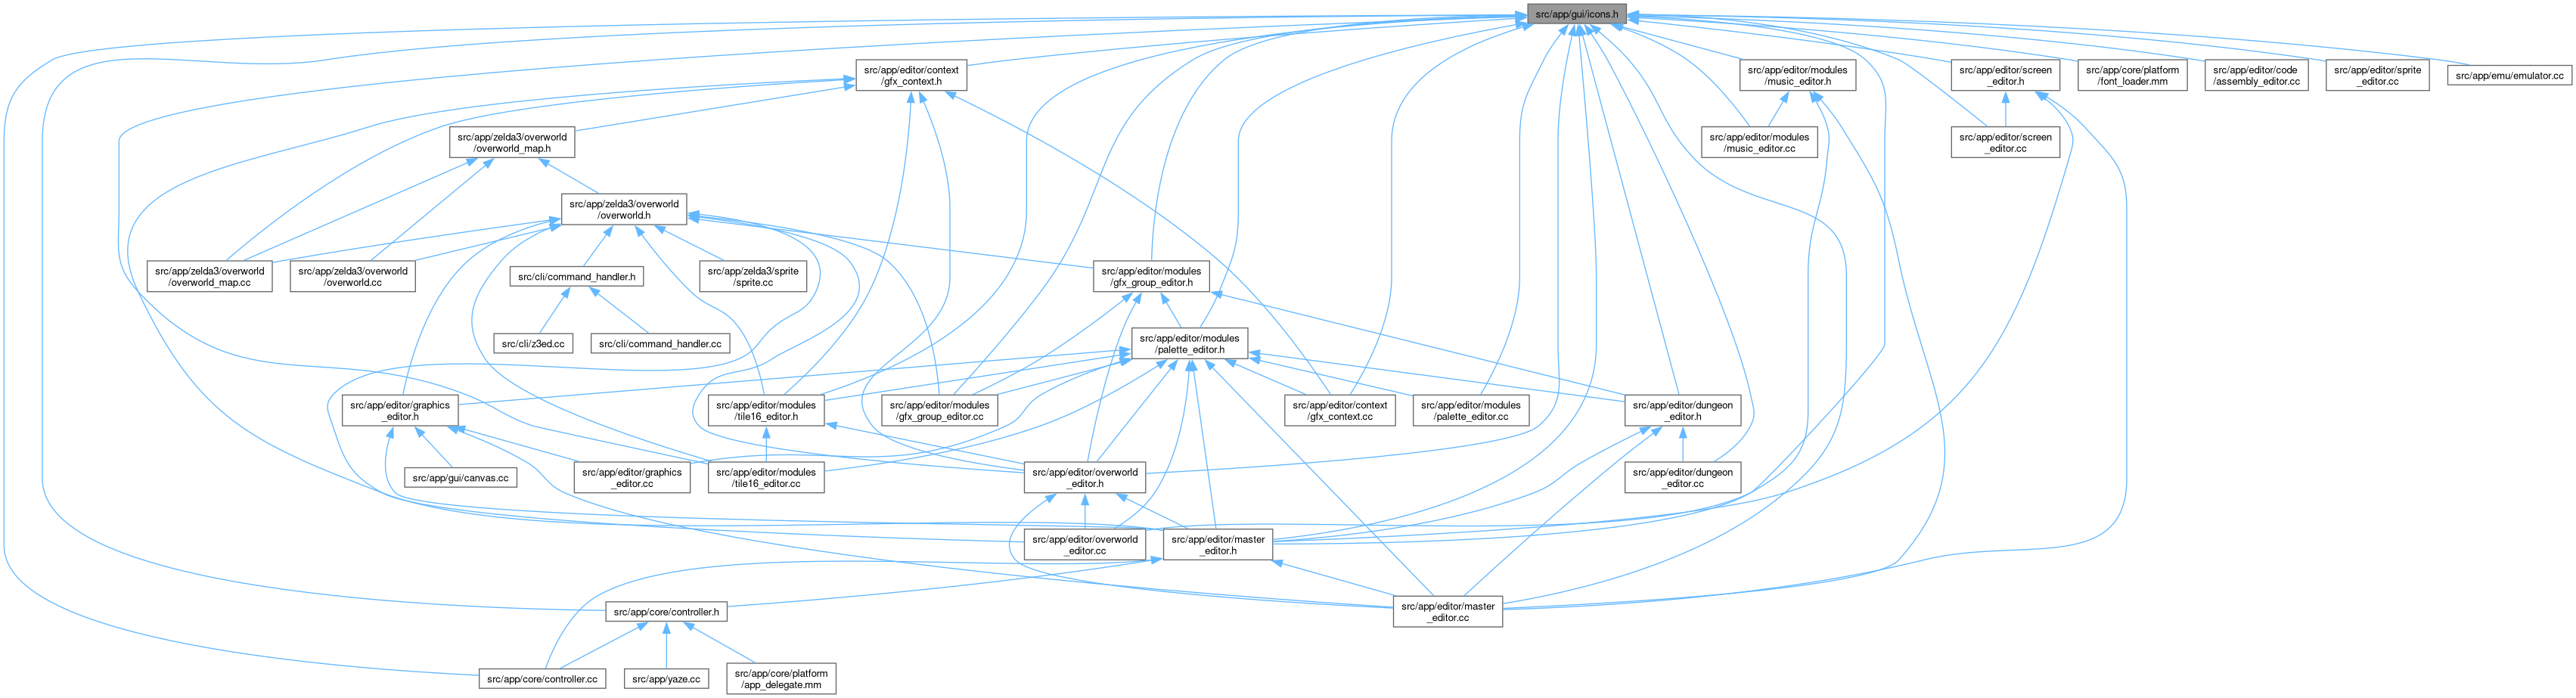 src/app/gui/icons.h
src/app/editor/context
/gfx_context.h
src/app/editor/modules
/music_editor.h
src/app/editor/screen
_editor.h
src/app/core/platform
/font_loader.mm
src/app/editor/code
/assembly_editor.cc
src/app/editor/sprite
_editor.cc
src/app/emu/emulator.cc
src/app/zelda3/overworld
/overworld_map.h
src/app/editor/modules
/music_editor.cc
src/app/editor/screen
_editor.cc
src/app/zelda3/overworld
/overworld.h
src/app/zelda3/overworld
/overworld_map.cc
src/app/zelda3/overworld
/overworld.cc
src/cli/command_handler.h
src/app/zelda3/sprite
/sprite.cc
src/app/editor/modules
/gfx_group_editor.h
src/cli/z3ed.cc
src/cli/command_handler.cc
src/app/editor/modules
/palette_editor.h
src/app/editor/graphics
_editor.h
src/app/editor/modules
/tile16_editor.h
src/app/editor/modules
/gfx_group_editor.cc
src/app/editor/context
/gfx_context.cc
src/app/editor/modules
/palette_editor.cc
src/app/editor/dungeon
_editor.h
src/app/gui/canvas.cc
src/app/editor/graphics
_editor.cc
src/app/editor/modules
/tile16_editor.cc
src/app/editor/overworld
_editor.h
src/app/editor/dungeon
_editor.cc
src/app/editor/overworld
_editor.cc
src/app/editor/master
_editor.h
src/app/core/controller.h
src/app/editor/master
_editor.cc
src/app/core/controller.cc
src/app/yaze.cc
src/app/core/platform
/app_delegate.mm